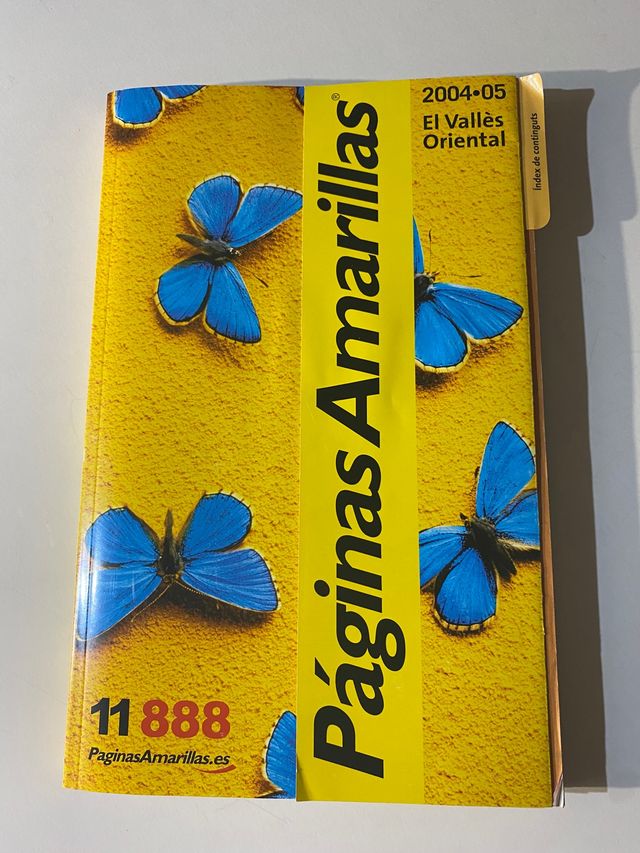 2004•05
El Vallès
Oriental
Índex de continguts
Páginas Amarillas®
11 888
PaginasAmarillas.es